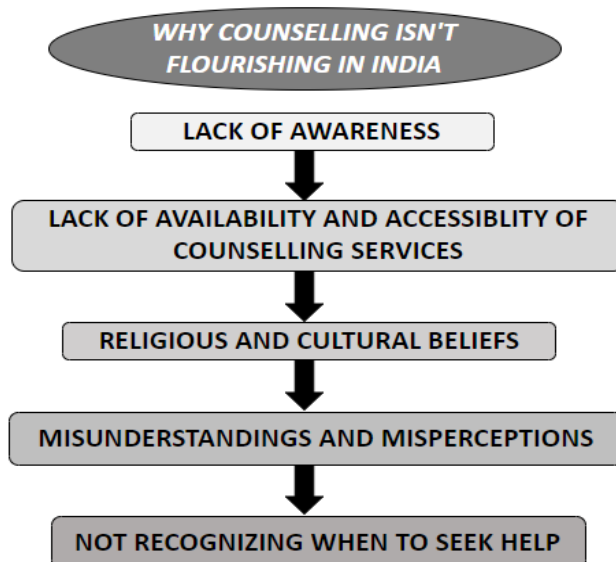 WHY COUNSELLING ISN'T
FLOURISHING IN INDIA
LACK OF AWARENESS
LACK OF AVAILABILITY AND ACCESSIBLITY OF
COUNSELLING SERVICES
RELIGIOUS AND CULTURAL BELIEFS
MISUNDERSTANDINGS AND MISPERCEPTIONS
NOT RECOGNIZING WHEN TO SEEK HELP